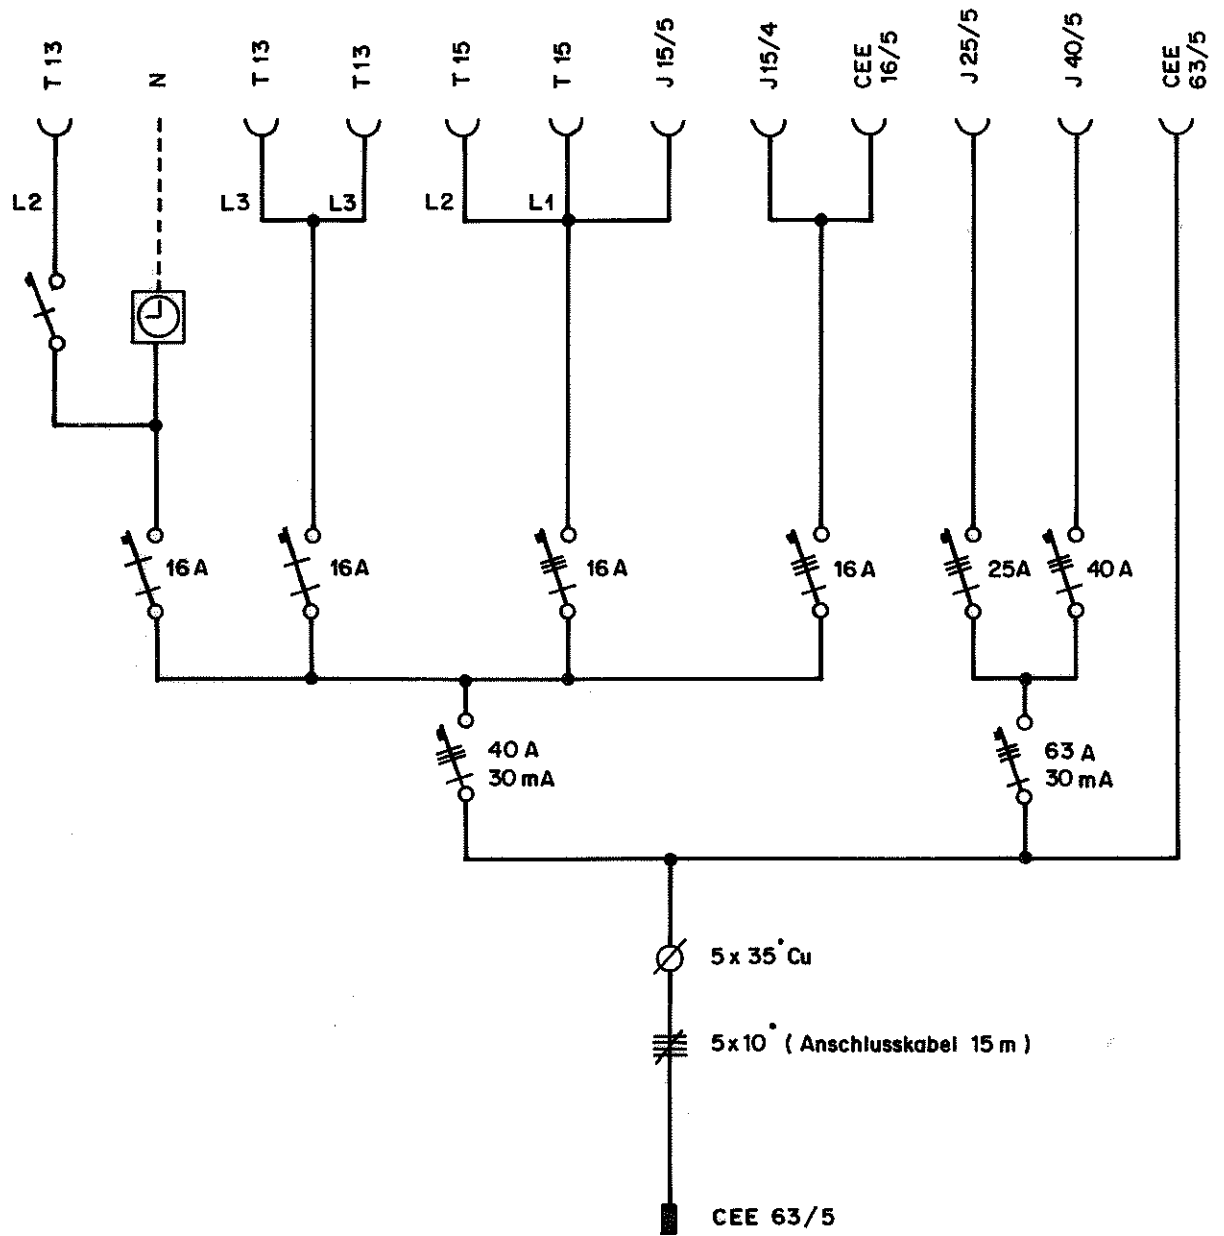 T 13
N
T 13
T 13
T 15
T 15
J 15/5
J 15/4
CEE
16/5
J 25/5
J 40/5
CEE
63/5
L2
L3
L3
L2
L1
16 A
16 A
16 A
16 A
25A
40 A
40 A
30 mA
63 A
30 mA
5 x 35° Cu
5 x 10° ( Anschlusskabel 15 m )
CEE 63/5